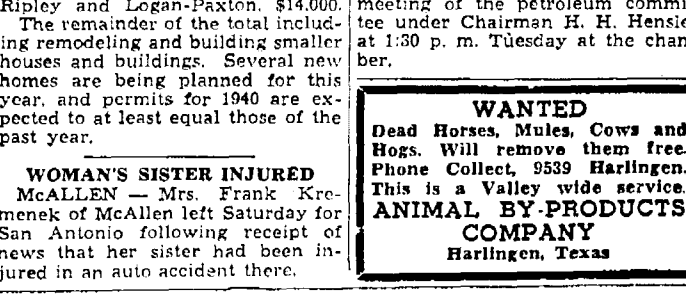 Ripley and Logan-Paxton, $14,000.
The remainder of the total includ-
ing remodeling and building smaller
houses and buildings. Several new
homes are being planned for this
year, and permits for 1940 are ex-
pected to at least equal those of the
past year.
WOMAN'S SISTER INJURED
McALLEN — Mrs. Frank Kre-
menek of McAllen left Saturday for
San Antonio following receipt of
news that her sister had been in-
jured in an auto accident there.
meeting of the petroleum commi
tee under Chairman H. H. Hensle
at 1:30 p. m. Tuesday at the cham
ber.
WANTED
Dead Horses, Mules, Cows and
Hogs. Will remove them free.
Phone Collect, 9539 Harlingen.
This is a Valley wide service.
ANIMAL BY-PRODUCTS
COMPANY
Harlingen, Texas